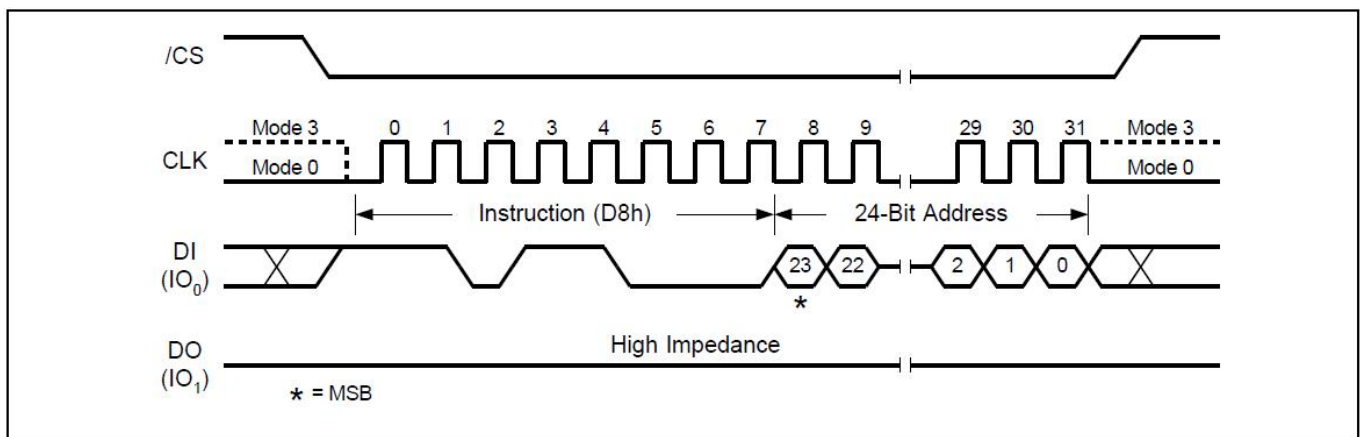 /CS
Mode 3 0 1 2 3 4 5 6 7 8 9 29 30 31 Mode 3
CLK
Mode 0 Mode 0
Instruction (D8h) 24-Bit Address
DI
(IO₀)
23 22 2 1 0
*
DO
(IO₁)
High Impedance
* = MSB